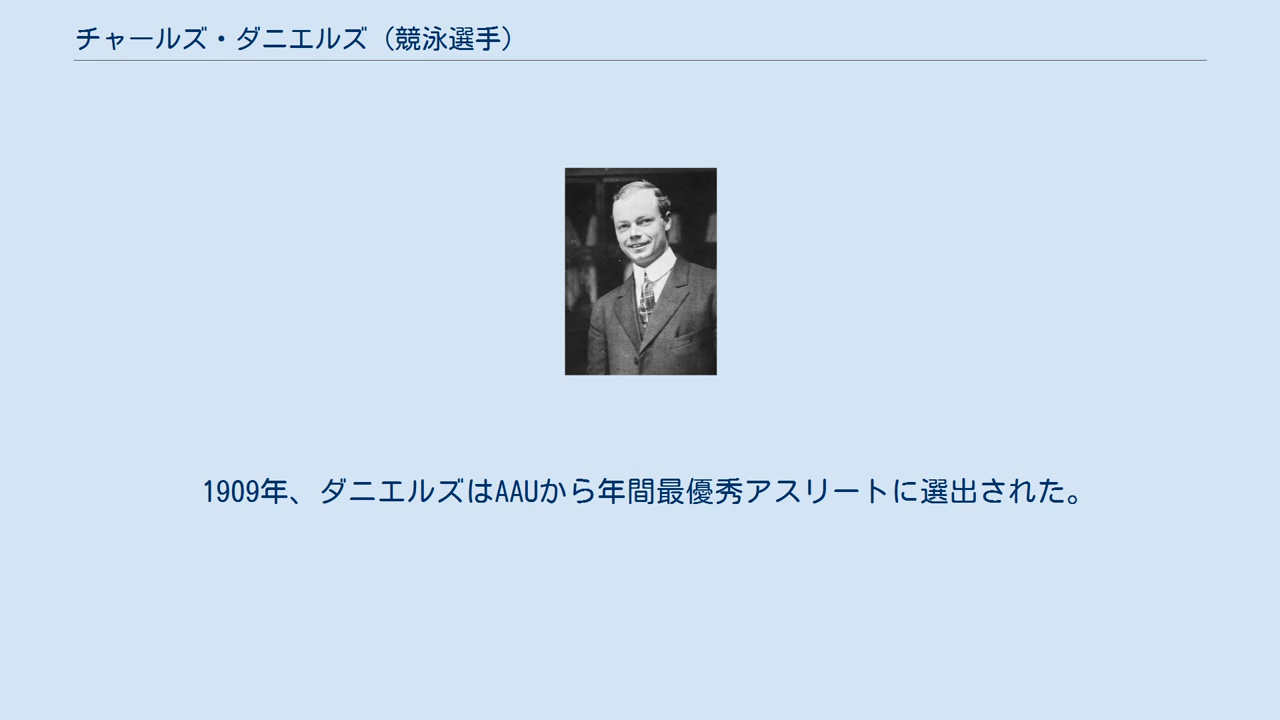 チャールズ・ダニエルズ（競泳選手）
1909年、ダニエルズはAAUから年間最優秀アスリートに選出された。